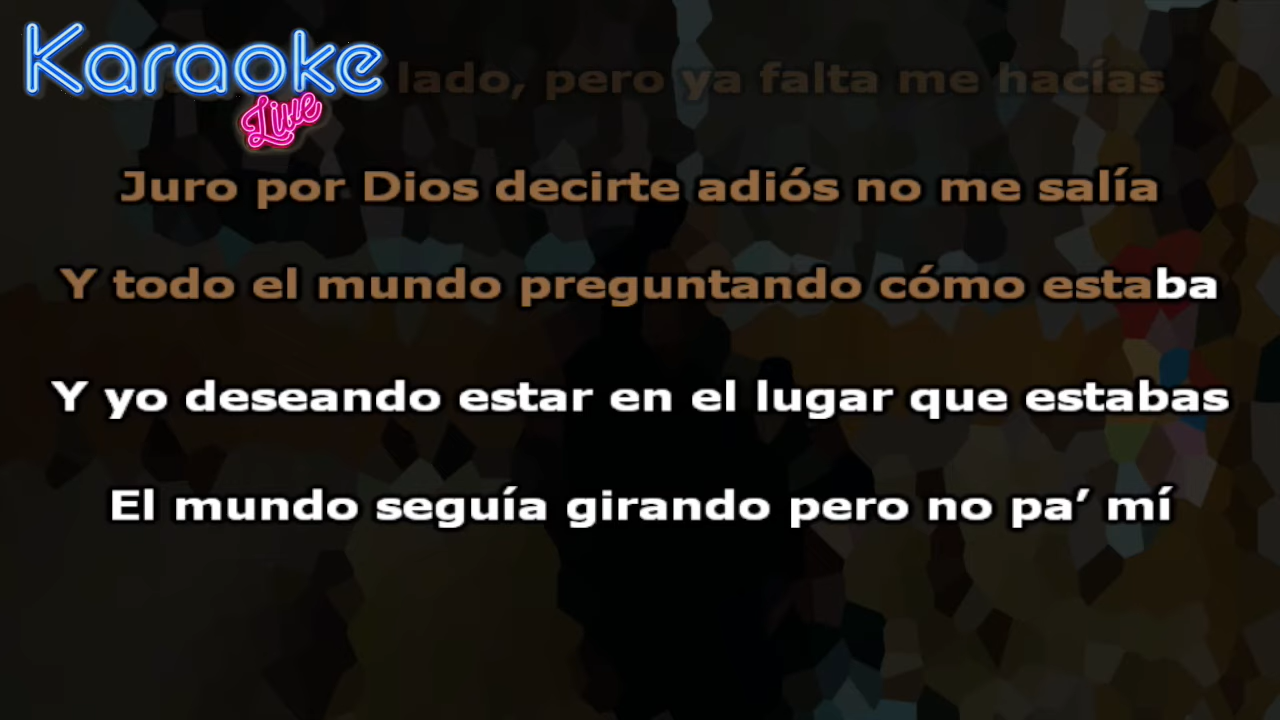 Karaoke
Live
lado, pero ya falta me hacías
Juro por Dios decirte adiós no me salía
Y todo el mundo preguntando cómo estaba
Y yo deseando estar en el lugar que estabas
El mundo seguía girando pero no pa’ mí